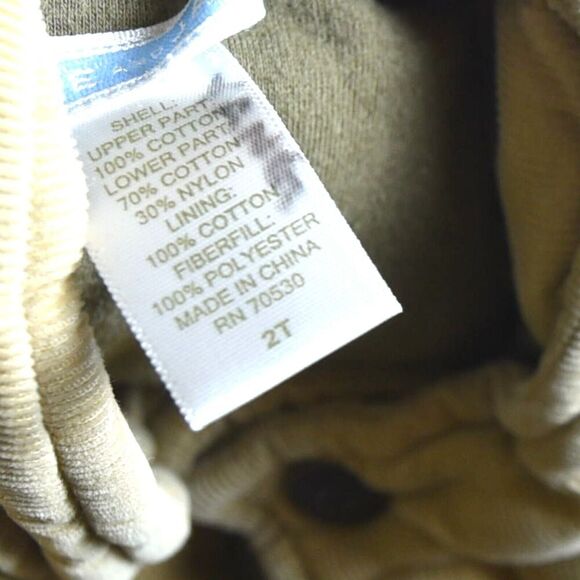 SHELL:
UPPER PART:
100% COTTON
LOWER PART:
70% COTTON
30% NYLON
LINING:
100% COTTON
FIBERFILL:
100% POLYESTER
MADE IN CHINA
RN 70530
2T